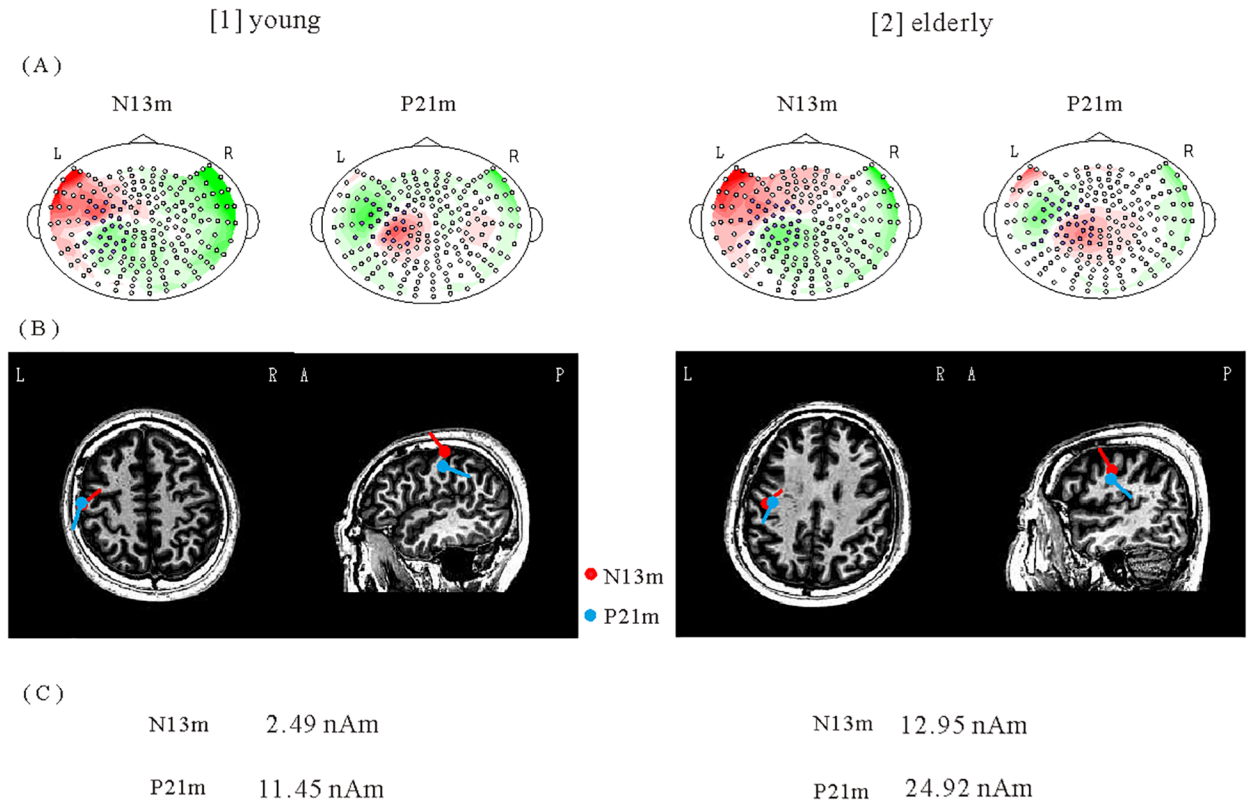 [1] young
[2] elderly
(A)
N13m
P21m
N13m
P21m
L
R
L
R
L
R
L
R
(B)
L
R
A
P
L
R
A
P
N13m
P21m
(C)
N13m 2.49 nAm
N13m 12.95 nAm
P21m 11.45 nAm
P21m 24.92 nAm